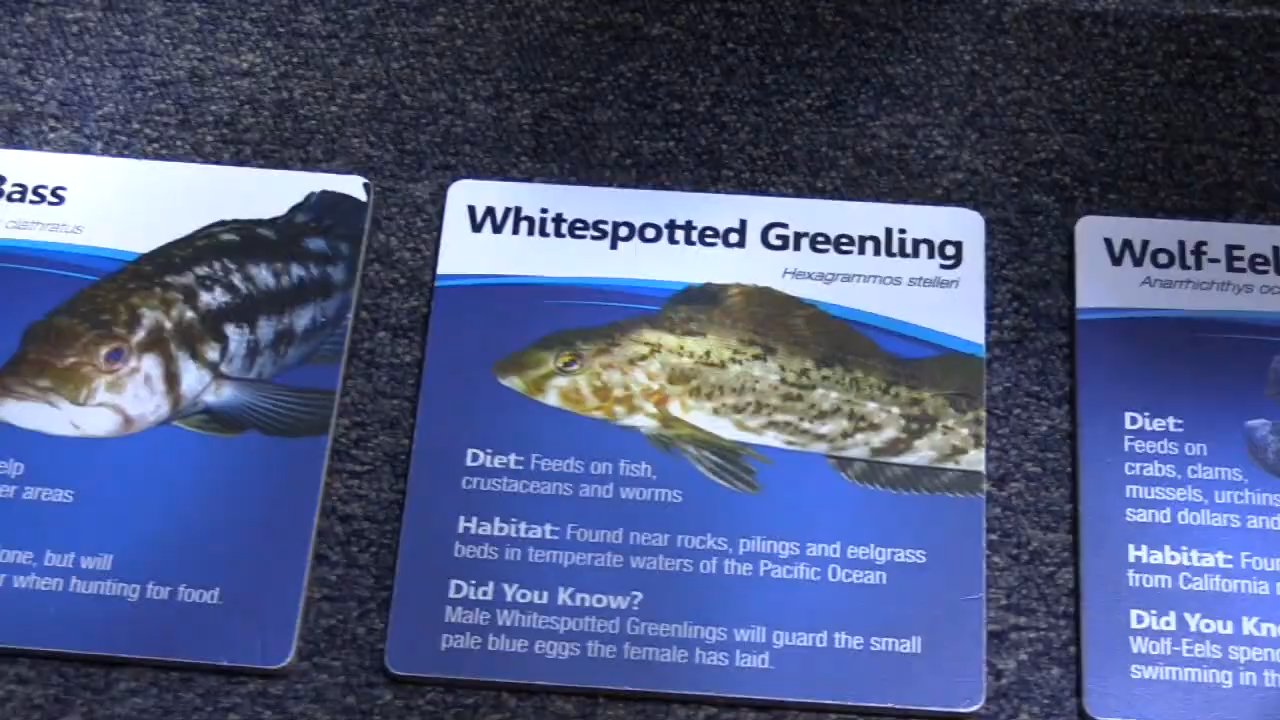 Bass
clathratus
elp
er areas
one, but will
r when hunting for food.
Whitespotted Greenling
Hexagrammos stelleri
Diet: Feeds on fish,
crustaceans and worms
Habitat: Found near rocks, pilings and eelgrass
beds in temperate waters of the Pacific Ocean
Did You Know?
Male Whitespotted Greenlings will guard the small
pale blue eggs the female has laid.
Wolf-Eel
Anarrhichthys oc
Diet:
Feeds on
crabs, clams,
mussels, urchins
sand dollars and
Habitat: Foun
from California
Did You Kno
Wolf-Eels spend
swimming in th